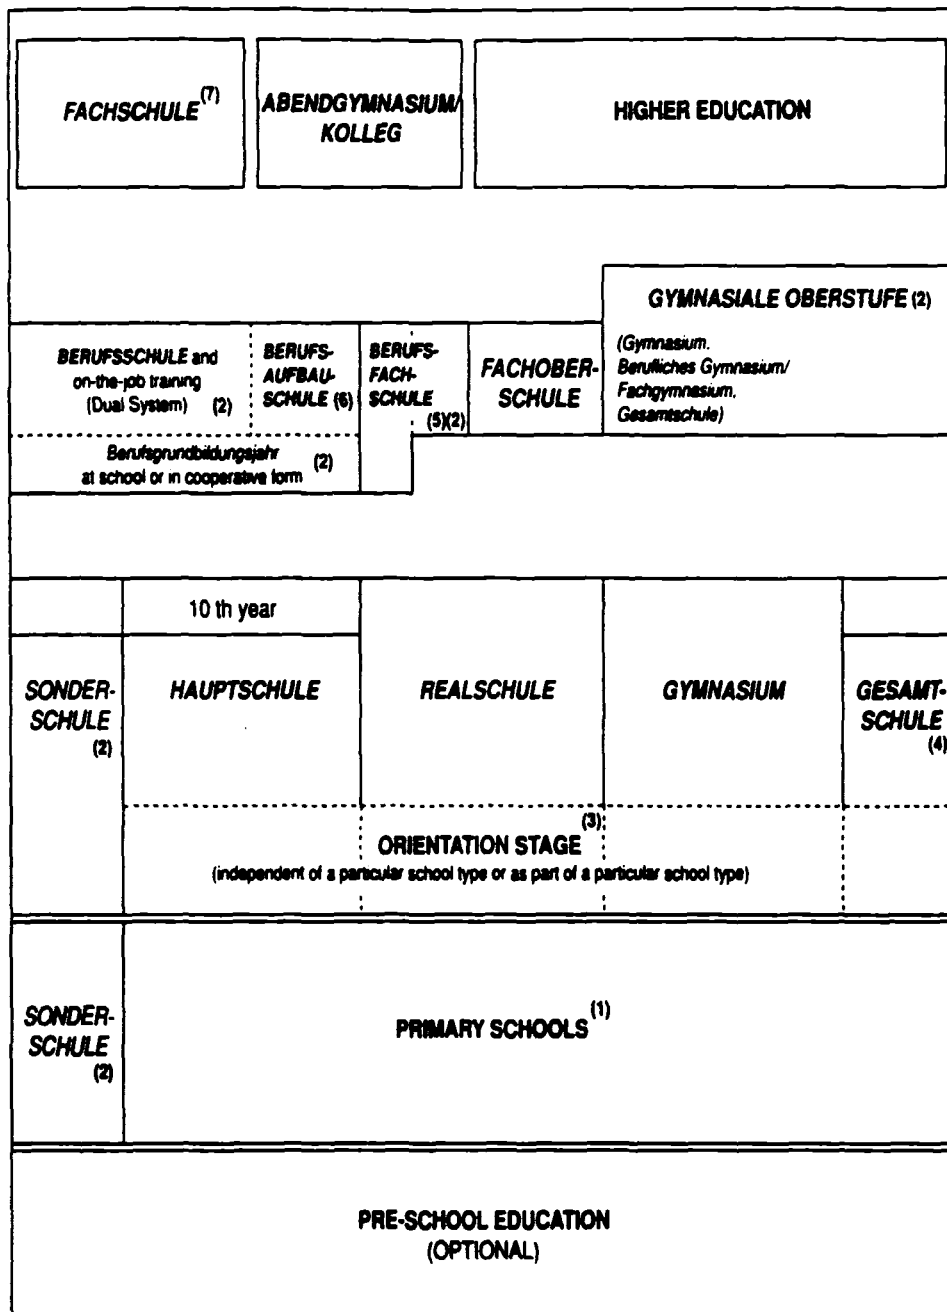 FACHSCHULE (7)
ABENDGYMNASIUM/
KOLLEG
HIGHER EDUCATION
GYMNASIALE OBERSTUFE (2)
(Gymnasium,
Berufliches Gymnasium/
Fachgymnasium,
Gesamtschule)
BERUFSSCHULE and
on-the-job training
(Dual System) (2)
BERUFS-
AUFBAU-
SCHULE (6)
BERUFS-
FACH-
SCHULE
(5)(2)
FACHOBER-
SCHULE
Berufsgrundbildungsjahr
at school or in cooperative form (2)
10 th year
SONDER-
SCHULE
(2)
HAUPTSCHULE
REALSCHULE
GYMNASIUM
GESAMT-
SCHULE
(4)
ORIENTATION STAGE (3)
(independent of a particular school type or as part of a particular school type)
SONDER-
SCHULE
(2)
PRIMARY SCHOOLS (1)
PRE-SCHOOL EDUCATION
(OPTIONAL)